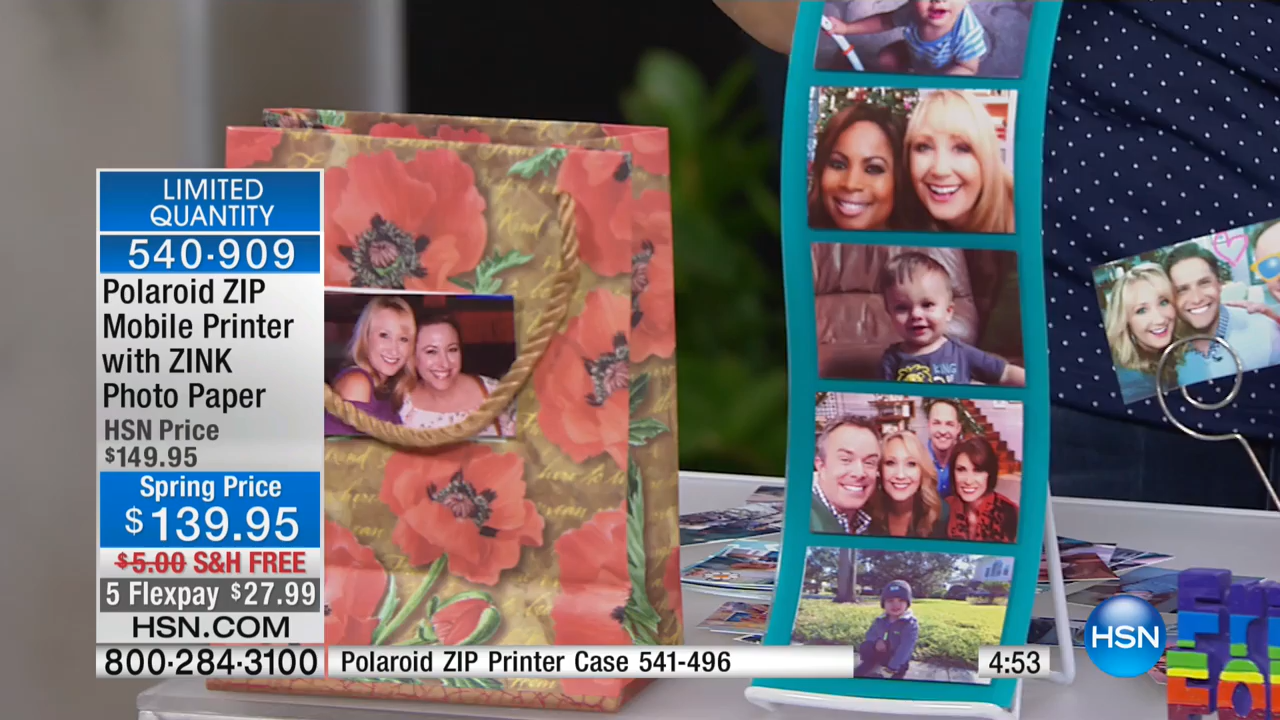 LIMITED
QUANTITY
540-909
Polaroid ZIP
Mobile Printer
with ZINK
Photo Paper
HSN Price
$149.95
Spring Price
$139.95
$5.00 S&H FREE
5 Flexpay $27.99
HSN.COM
800-284-3100
Polaroid ZIP Printer Case 541-496
4:53
HSN
KING